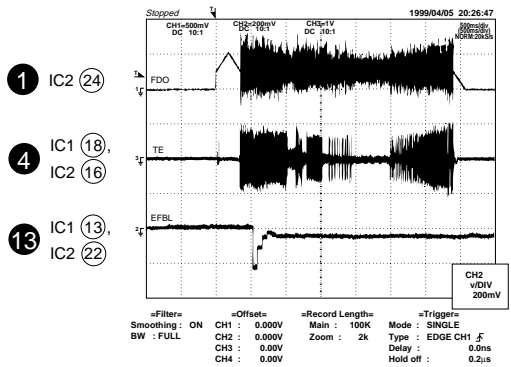 Stopped 1999/04/05 20:26:47
CH1=500mV CH2=200mV CH3=1V 500ms/div
DC 10:1 DC 10:1 DC 10:1 (500ms/div)
NORM:20kS/s
1 IC2 24 FDO
4 IC1 18, TE
IC2 16
13 IC1 13, EFBL
IC2 22
CH2
v/DIV
200mV
=Filter= =Offset= =Record Length= =Trigger=
Smoothing : ON CH1 : 0.000V Main : 100K Mode : SINGLE
BW : FULL CH2 : 0.000V Zoom : 2k Type : EDGE CH1
CH3 : 0.000V Delay : 0.0ns
CH4 : 0.000V Hold off : 0.2µs